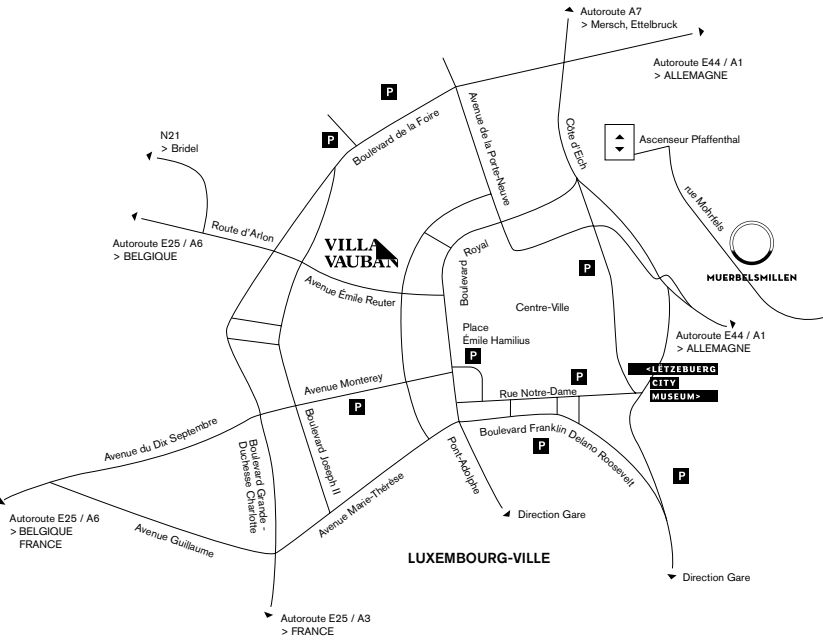 Autoroute A7
> Mersch, Ettelbruck
Autoroute E44 / A1
> ALLEMAGNE
P
Avenue de la Porte-Neuve
Boulevard de la Foire
Côte d'Eich
P
N21
> Bridel
Ascenseur Pfaffenthal
rue Mohrfels
Route d'Arlon
Autoroute E25 / A6
> BELGIQUE
VILLA
VAUBAN
Royal
Boulevard
P
MUERBELSMILLEN
Avenue Émile Reuter
Centre-Ville
Place
Émile Hamilius
P
Autoroute E44 / A1
> ALLEMAGNE
<LËTZEBUERG
CITY
MUSEUM>
P
Avenue Monterey
Rue Notre-Dame
P
Boulevard Franklin Delano Roosevelt
P
Avenue du Dix Septembre
Boulevard Grande -
Duchesse Charlotte
Boulevard Joseph II
Pont-Adolphe
Avenue Marie-Thérèse
P
Autoroute E25 / A6
> BELGIQUE
FRANCE
Avenue Guillaume
Direction Gare
LUXEMBOURG-VILLE
Direction Gare
Autoroute E25 / A3
> FRANCE